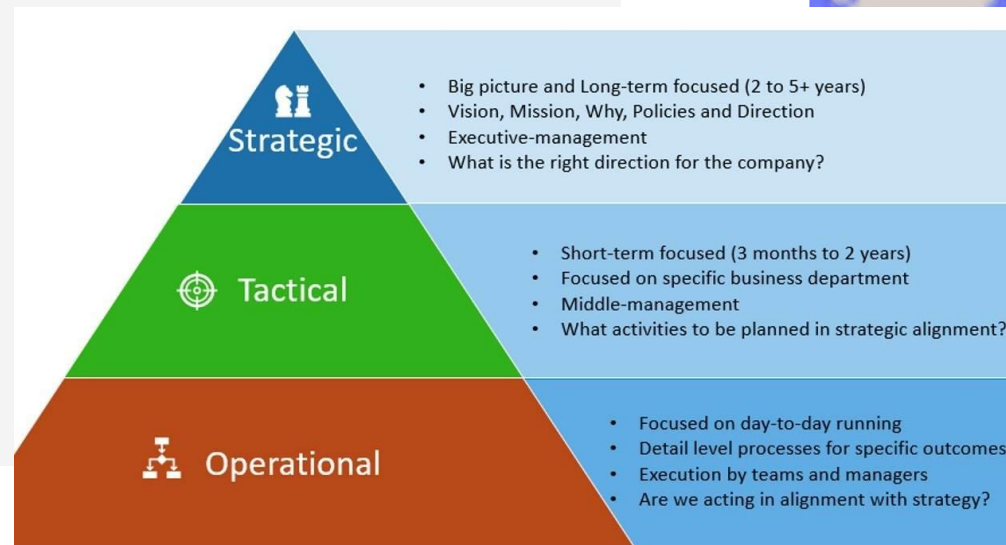 Strategic
• Big picture and Long-term focused (2 to 5+ years)
• Vision, Mission, Why, Policies and Direction
• Executive-management
• What is the right direction for the company?
Tactical
• Short-term focused (3 months to 2 years)
• Focused on specific business department
• Middle-management
• What activities to be planned in strategic alignment?
Operational
• Focused on day-to-day running
• Detail level processes for specific outcomes
• Execution by teams and managers
• Are we acting in alignment with strategy?